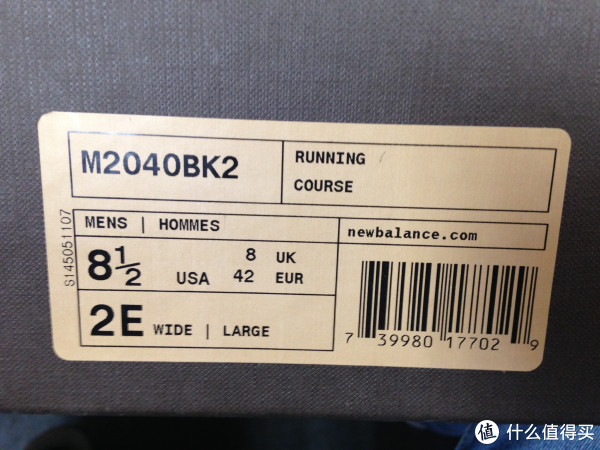 M2040BK2
RUNNING
COURSE
MENS | HOMMES
newbalance.com
8½ USA
8 UK
42 EUR
2E WIDE | LARGE
7 39980 17702 9
S145051107
值 什么值得买